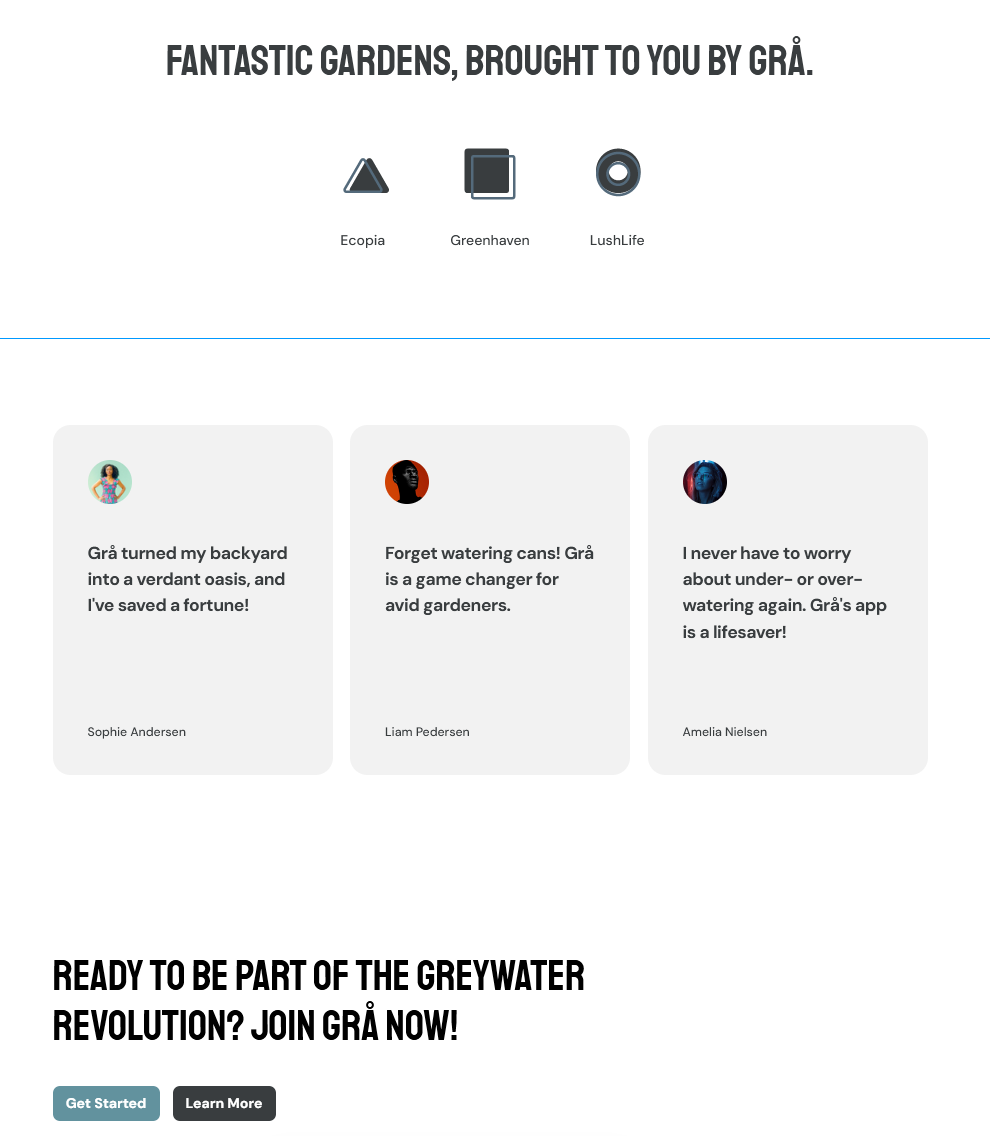 FANTASTIC GARDENS, BROUGHT TO YOU BY GRÅ.
Ecopia
Greenhaven
LushLife
Grå turned my backyard
into a verdant oasis, and
I've saved a fortune!
Sophie Andersen
Forget watering cans! Grå
is a game changer for
avid gardeners.
Liam Pedersen
I never have to worry
about under- or over-
watering again. Grå's app
is a lifesaver!
Amelia Nielsen
READY TO BE PART OF THE GREYWATER
REVOLUTION? JOIN GRÅ NOW!
Get Started
Learn More